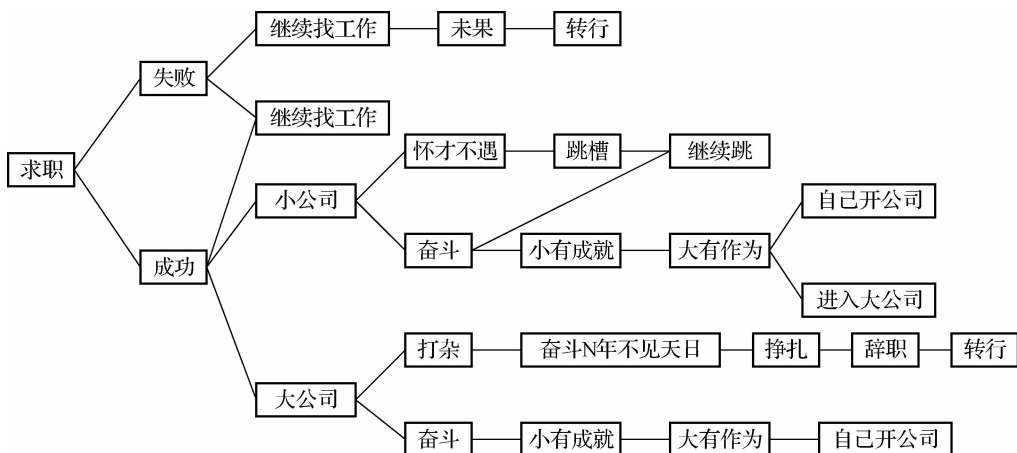 继续找工作
未果
转行
失败
继续找工作
求职
怀才不遇
跳槽
继续跳
小公司
自己开公司
成功
奋斗
小有成就
大有作为
进入大公司
打杂
奋斗N年不见天日
挣扎
辞职
转行
大公司
奋斗
小有成就
大有作为
自己开公司